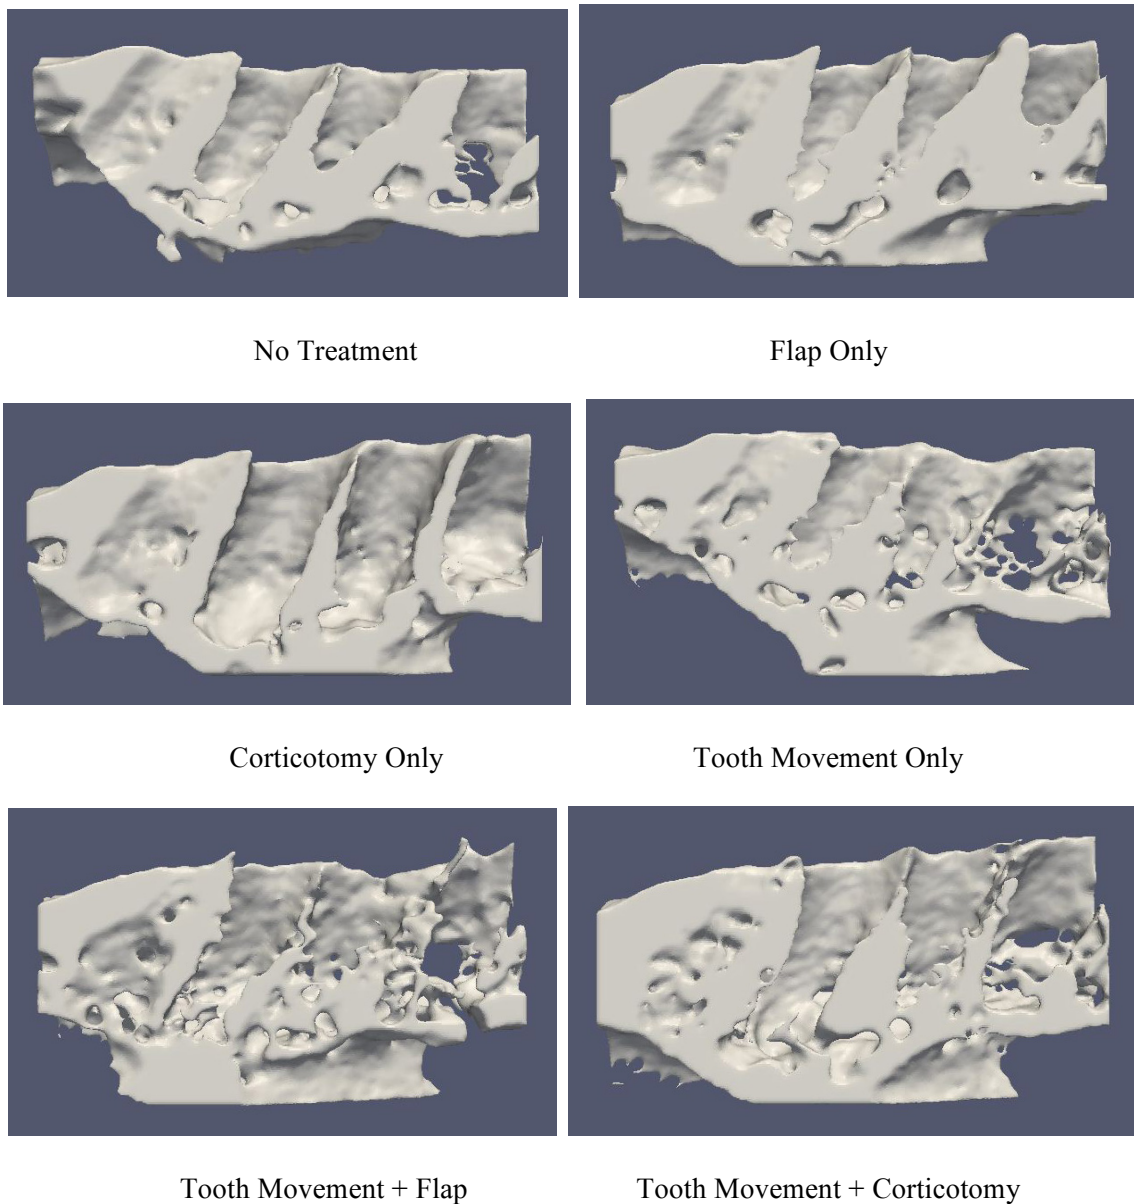 No Treatment
Flap Only
Corticotomy Only
Tooth Movement Only
Tooth Movement + Flap
Tooth Movement + Corticotomy